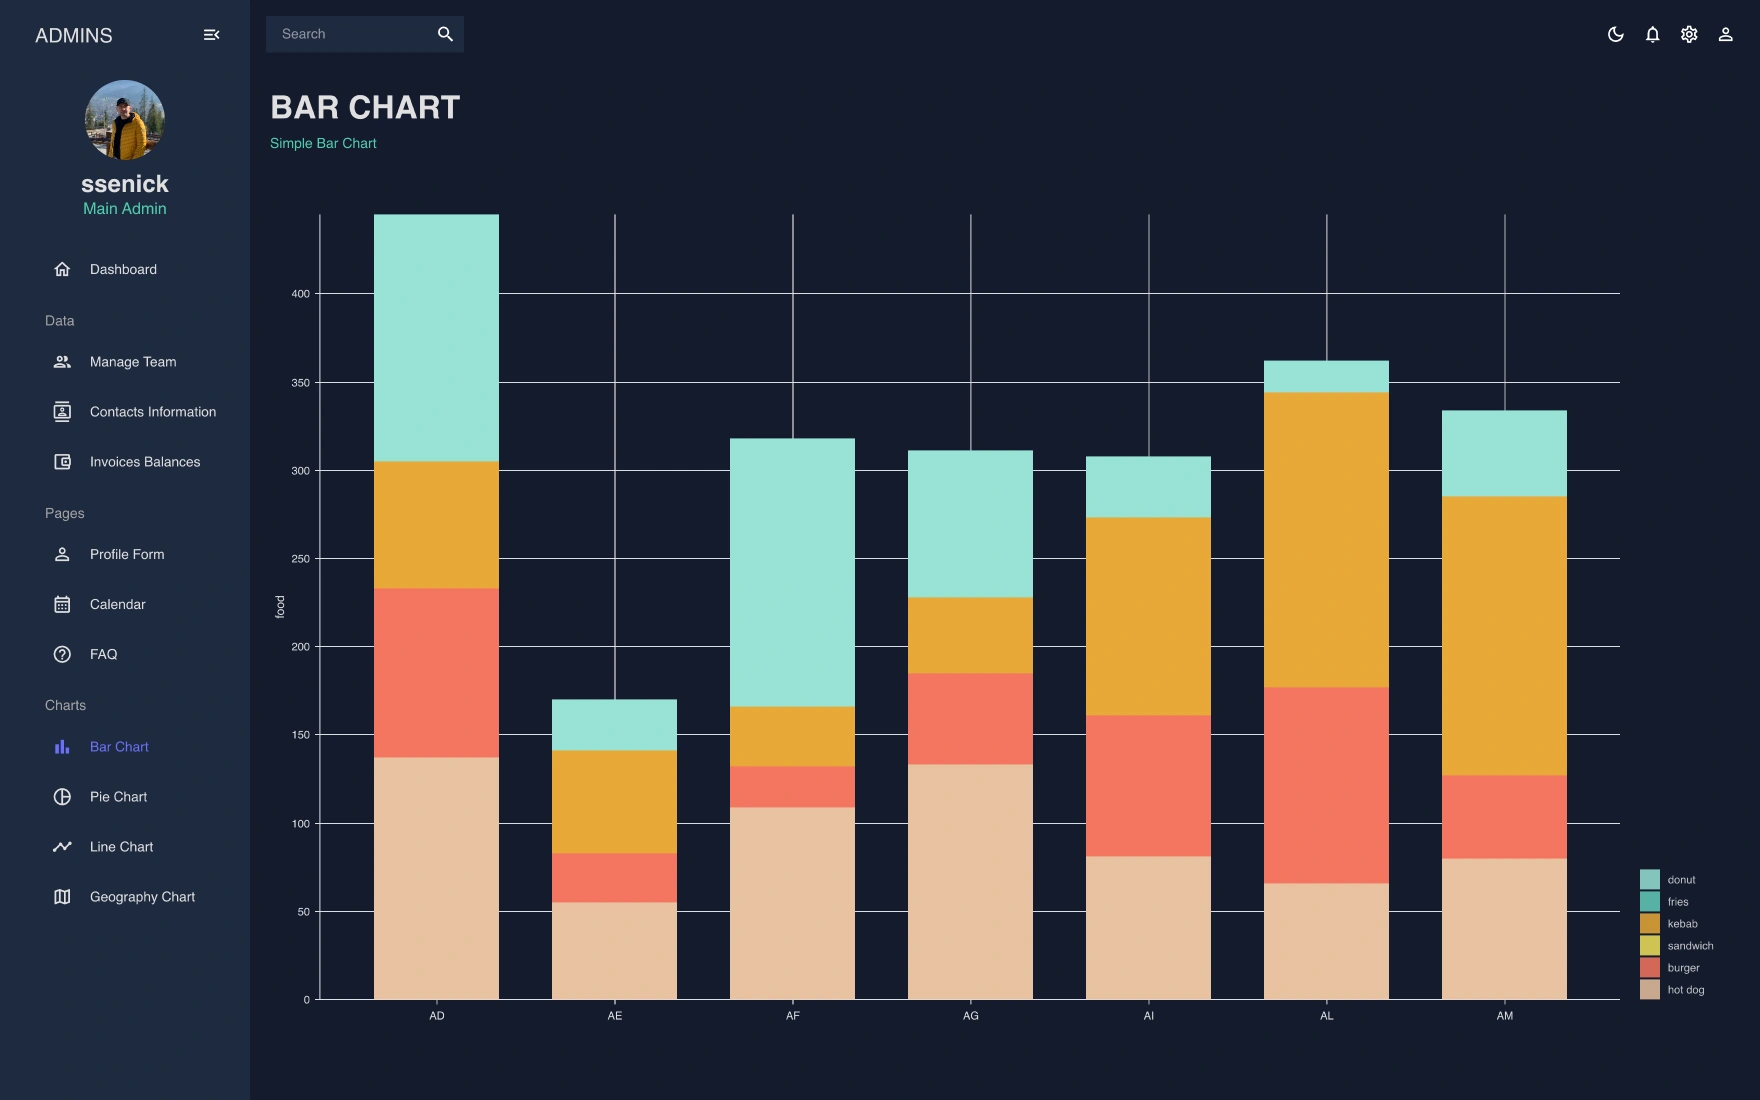 ADMINS
ssenick
Main Admin
Dashboard
Data
Manage Team
Contacts Information
Invoices Balances
Pages
Profile Form
Calendar
FAQ
Charts
Bar Chart
Pie Chart
Line Chart
Geography Chart
Search
BAR CHART
Simple Bar Chart
food
400
350
300
250
200
150
100
50
0
AD
AE
AF
AG
AI
AL
AM
donut
fries
kebab
sandwich
burger
hot dog